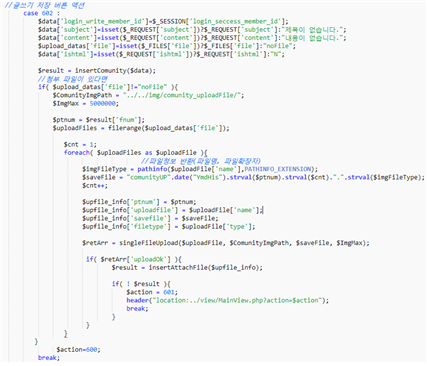 //글쓰기 저장 버튼 액션
case 602 :
$data['login_write_member_id']=$_SESSION['login_seccess_member_id'];
$data['subject']=isset($_REQUEST['subject'])?$_REQUEST['subject']:"제목이 없습니다.";
$data['content']=isset($_REQUEST['content'])?$_REQUEST['content']:"내용이 없습니다.";
$upload_datas['file']=isset($_FILES['file'])?$_FILES['file']:"noFile";
$data['ishtml']=isset($_REQUEST['ishtml'])?$_REQUEST['ishtml']:"N";
$result = insertComunity($data);
//첨부 파일이 있다면
if( $upload_datas['file']!="noFile" ){
$ComunityImgPath = "../../img/comunity_uploadFile/";
$ImgMax = 5000000;
$ptnum = $result['fnum'];
$uploadFiles = filerange($upload_datas['file']);
$cnt = 1;
foreach( $uploadFiles as $uploadFile ){
//파일정보 반환(파일명, 파일확장자)
$imgFileType = pathinfo($uploadFile['name'],PATHINFO_EXTENSION);
$saveFile = "comunityUP".date("YmdHis").strval($ptnum).strval($cnt).".".strval($imgFileType);
$cnt++;
$upfile_info['ptnum'] = $ptnum;
$upfile_info['uploadfile'] = $uploadFile['name'];
$upfile_info['savefile'] = $saveFile;
$upfile_info['filetype'] = $uploadFile['type'];
$retArr = singleFileUpload($uploadFile, $ComunityImgPath, $saveFile, $ImgMax);
if( $retArr['uploadOk'] ){
$result = insertAttachFile($upfile_info);
if( ! $result ){
$action = 601;
header("location:../view/MainView.php?action=$action");
break;
}
}
}
}
$action=600;
break;